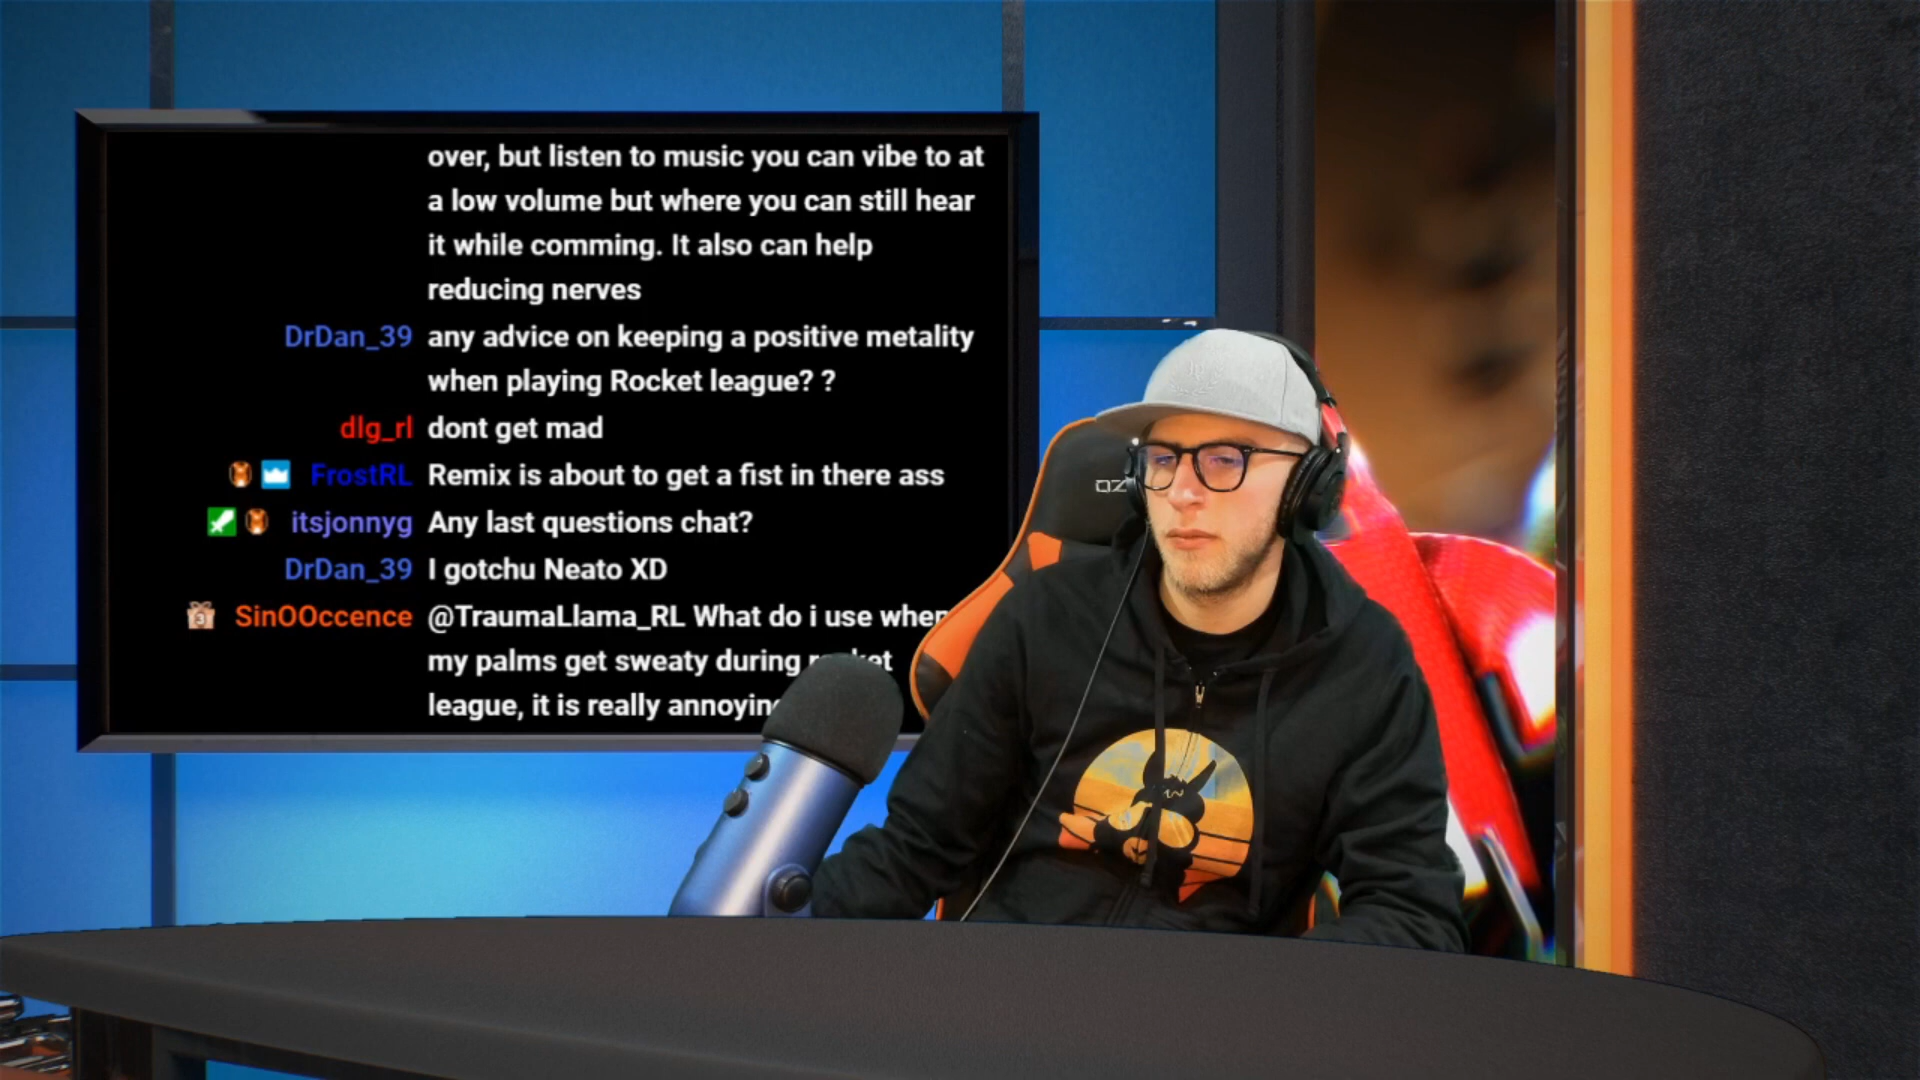 over, but listen to music you can vibe to at
a low volume but where you can still hear
it while comming. It also can help
reducing nerves
DrDan_39 any advice on keeping a positive metality
when playing Rocket league? ?
dlg_rl dont get mad
FrostRL Remix is about to get a fist in there ass
itsjonnyg Any last questions chat?
DrDan_39 I gotchu Neato XD
3 SinOOccence @TraumaLlama_RL What do i use when
my palms get sweaty during rocket
league, it is really annoying